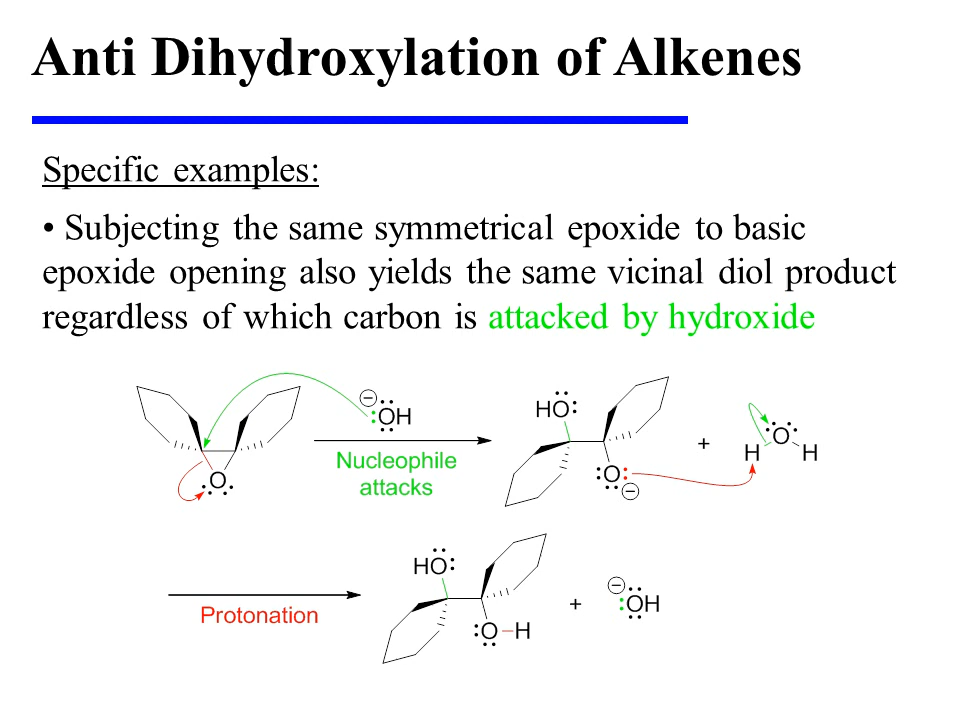 Anti Dihydroxylation of Alkenes
Specific examples:
• Subjecting the same symmetrical epoxide to basic
epoxide opening also yields the same vicinal diol product
regardless of which carbon is attacked by hydroxide
O
− OH
Nucleophile
attacks
HO
O −
+
H O H
Protonation
HO
O H
+
− OH